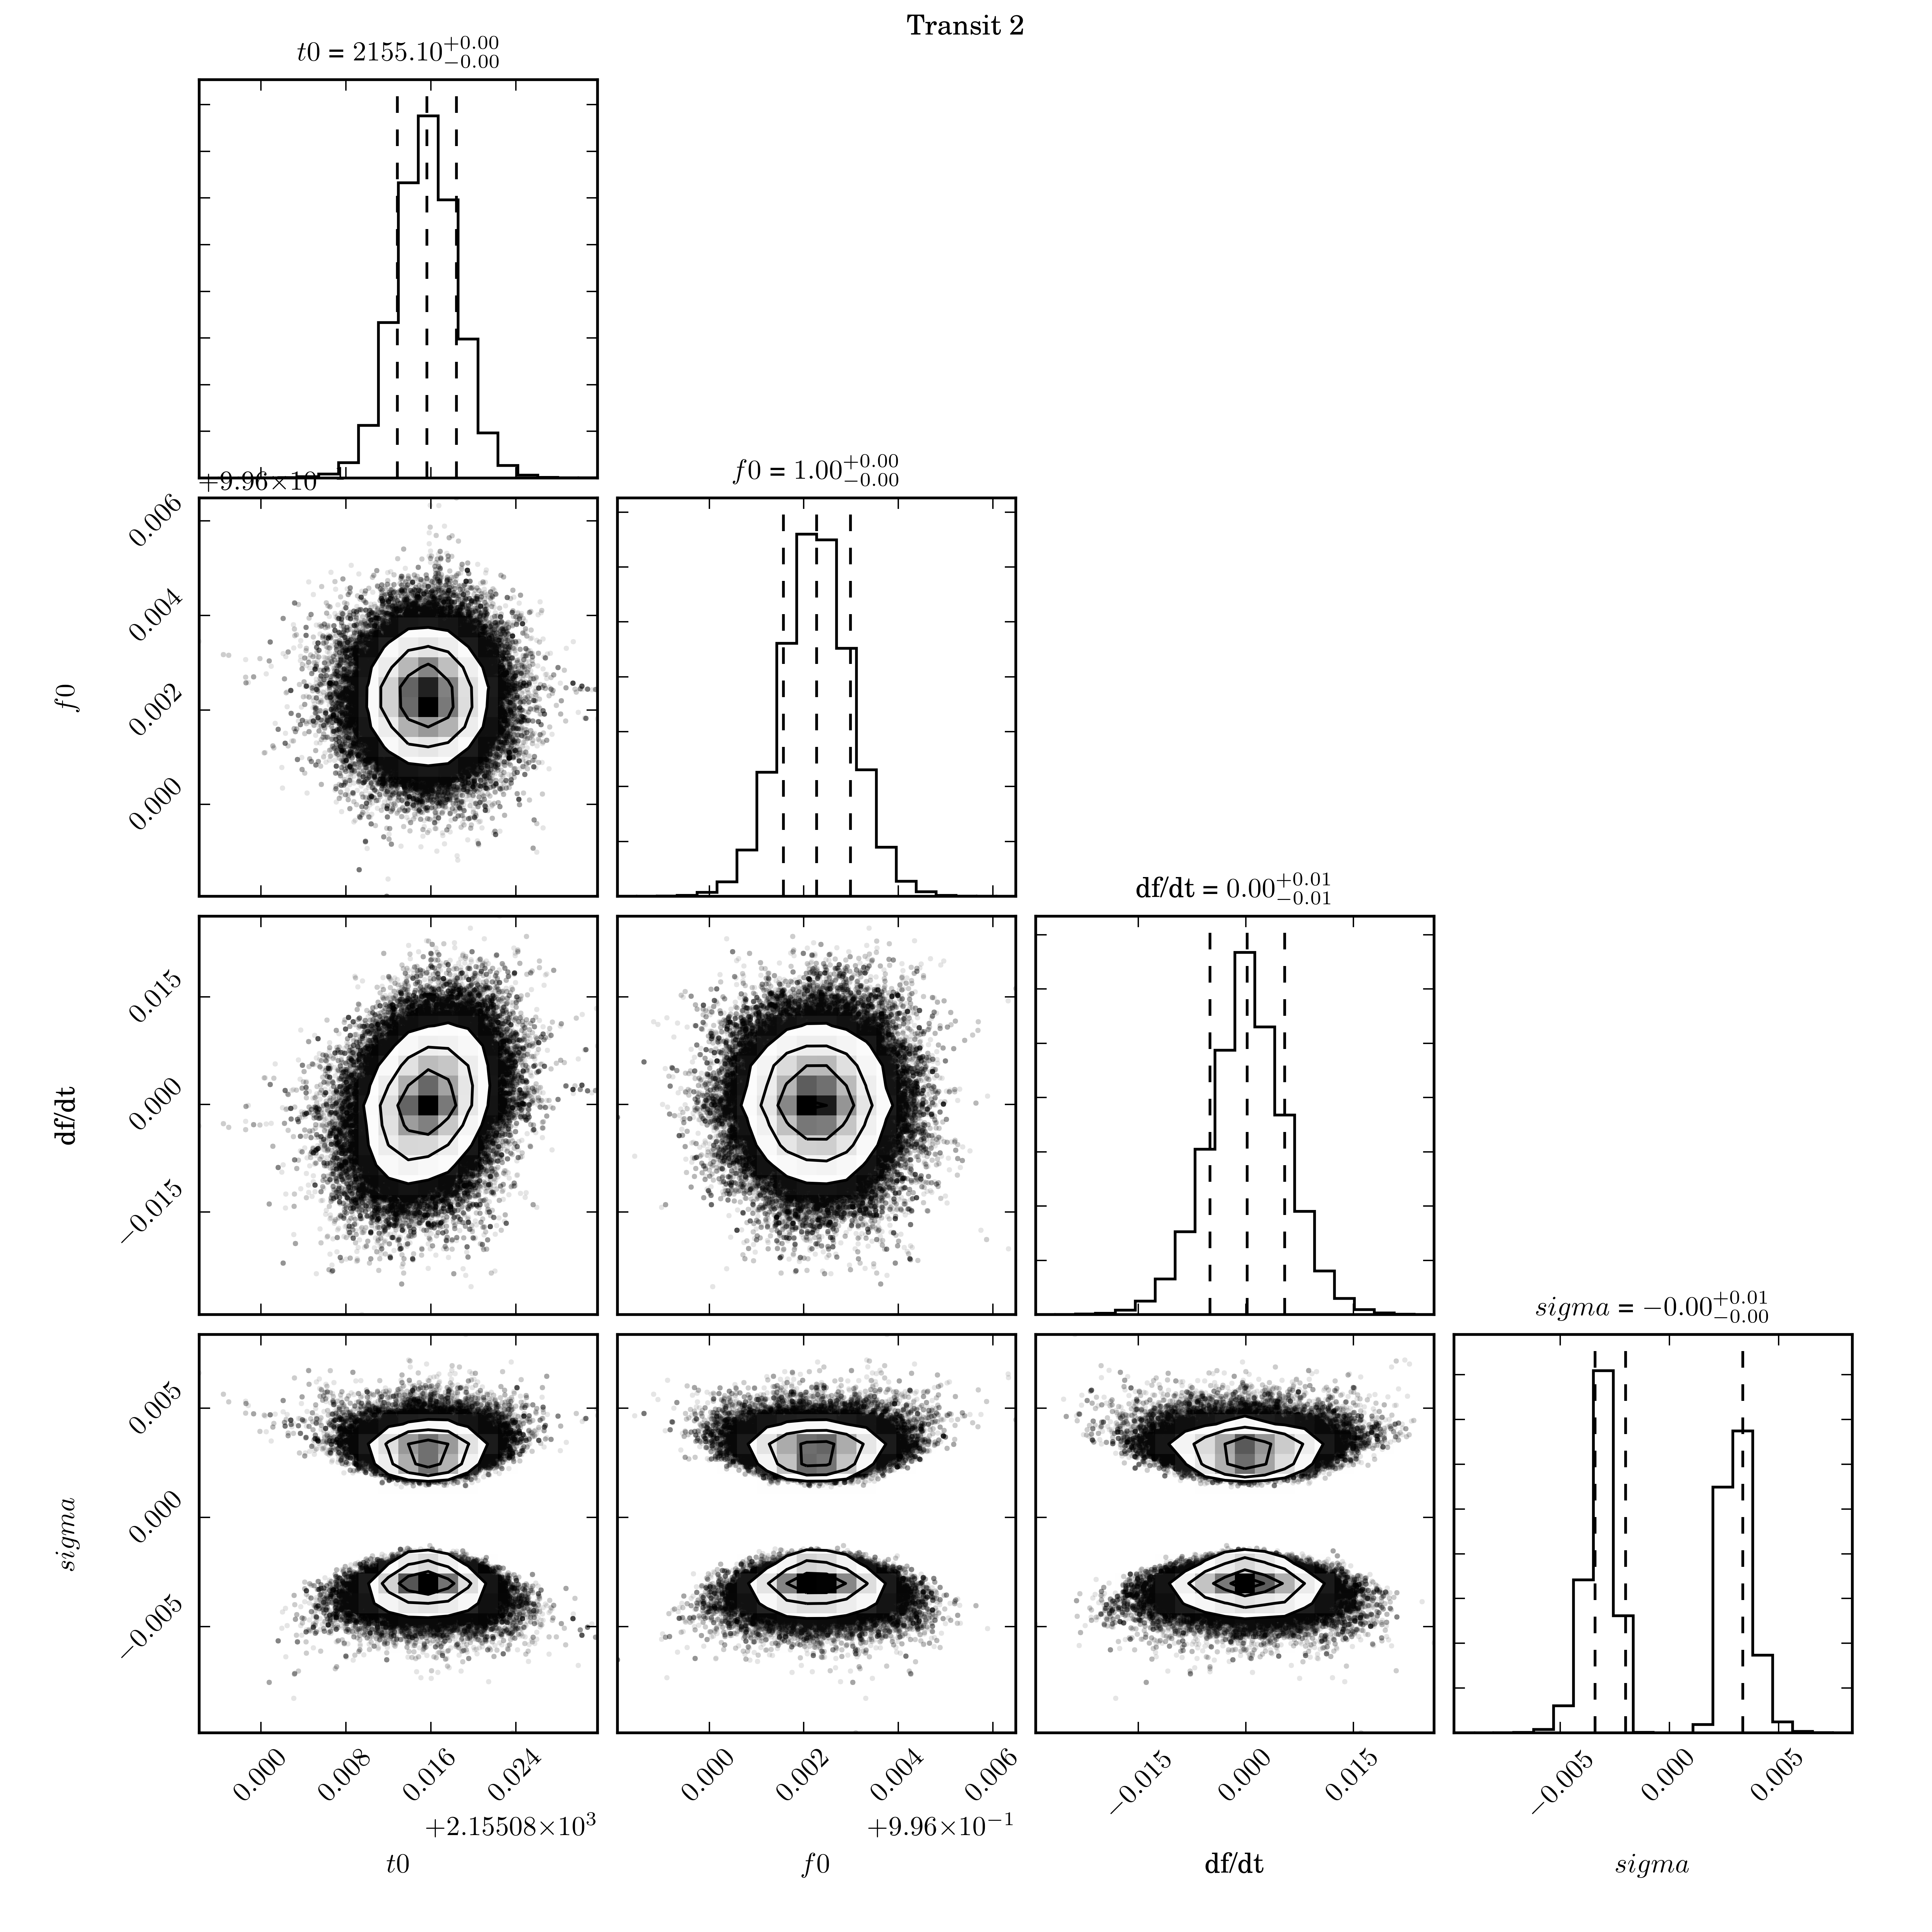 Transit 2
t0 = 2155.10 +0.00 −0.00
+9.96×10
f0 = 1.00 +0.00 −0.00
0.006
0.004
0.002
0.000
f0
df/dt = 0.00 +0.01 −0.01
0.015
0.000
−0.015
df/dt
sigma = −0.00 +0.01 −0.00
0.005
0.000
−0.005
sigma
0.000 0.008 0.016 0.024
0.000 0.002 0.004 0.006
−0.015 0.000 0.015
−0.005 0.000 0.005
+2.15508×10³ +9.96×10⁻¹
t0 f0 df/dt sigma